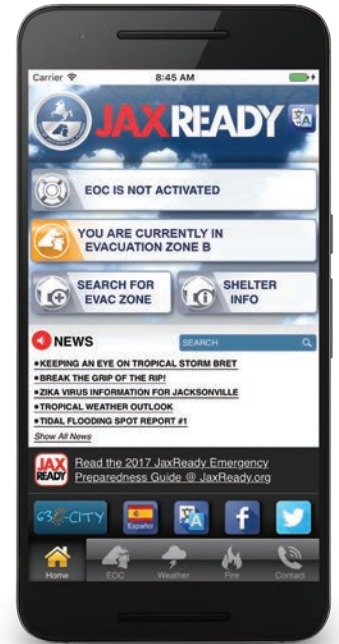 Carrier 8:45 AM
JAXREADY
EOC IS NOT ACTIVATED
YOU ARE CURRENTLY IN
EVACUATION ZONE B
SEARCH FOR
EVAC ZONE
SHELTER
INFO
NEWS
SEARCH
•KEEPING AN EYE ON TROPICAL STORM BRET
•BREAK THE GRIP OF THE RIP!
•ZIKA VIRUS INFORMATION FOR JACKSONVILLE
•TROPICAL WEATHER OUTLOOK
•TIDAL FLOODING SPOT REPORT #1
Show All News
JAX
READY
Read the 2017 JaxReady Emergency
Preparedness Guide @ JaxReady.org
630-CITY
Español
A
f
Home EOC Weather Fire Contact